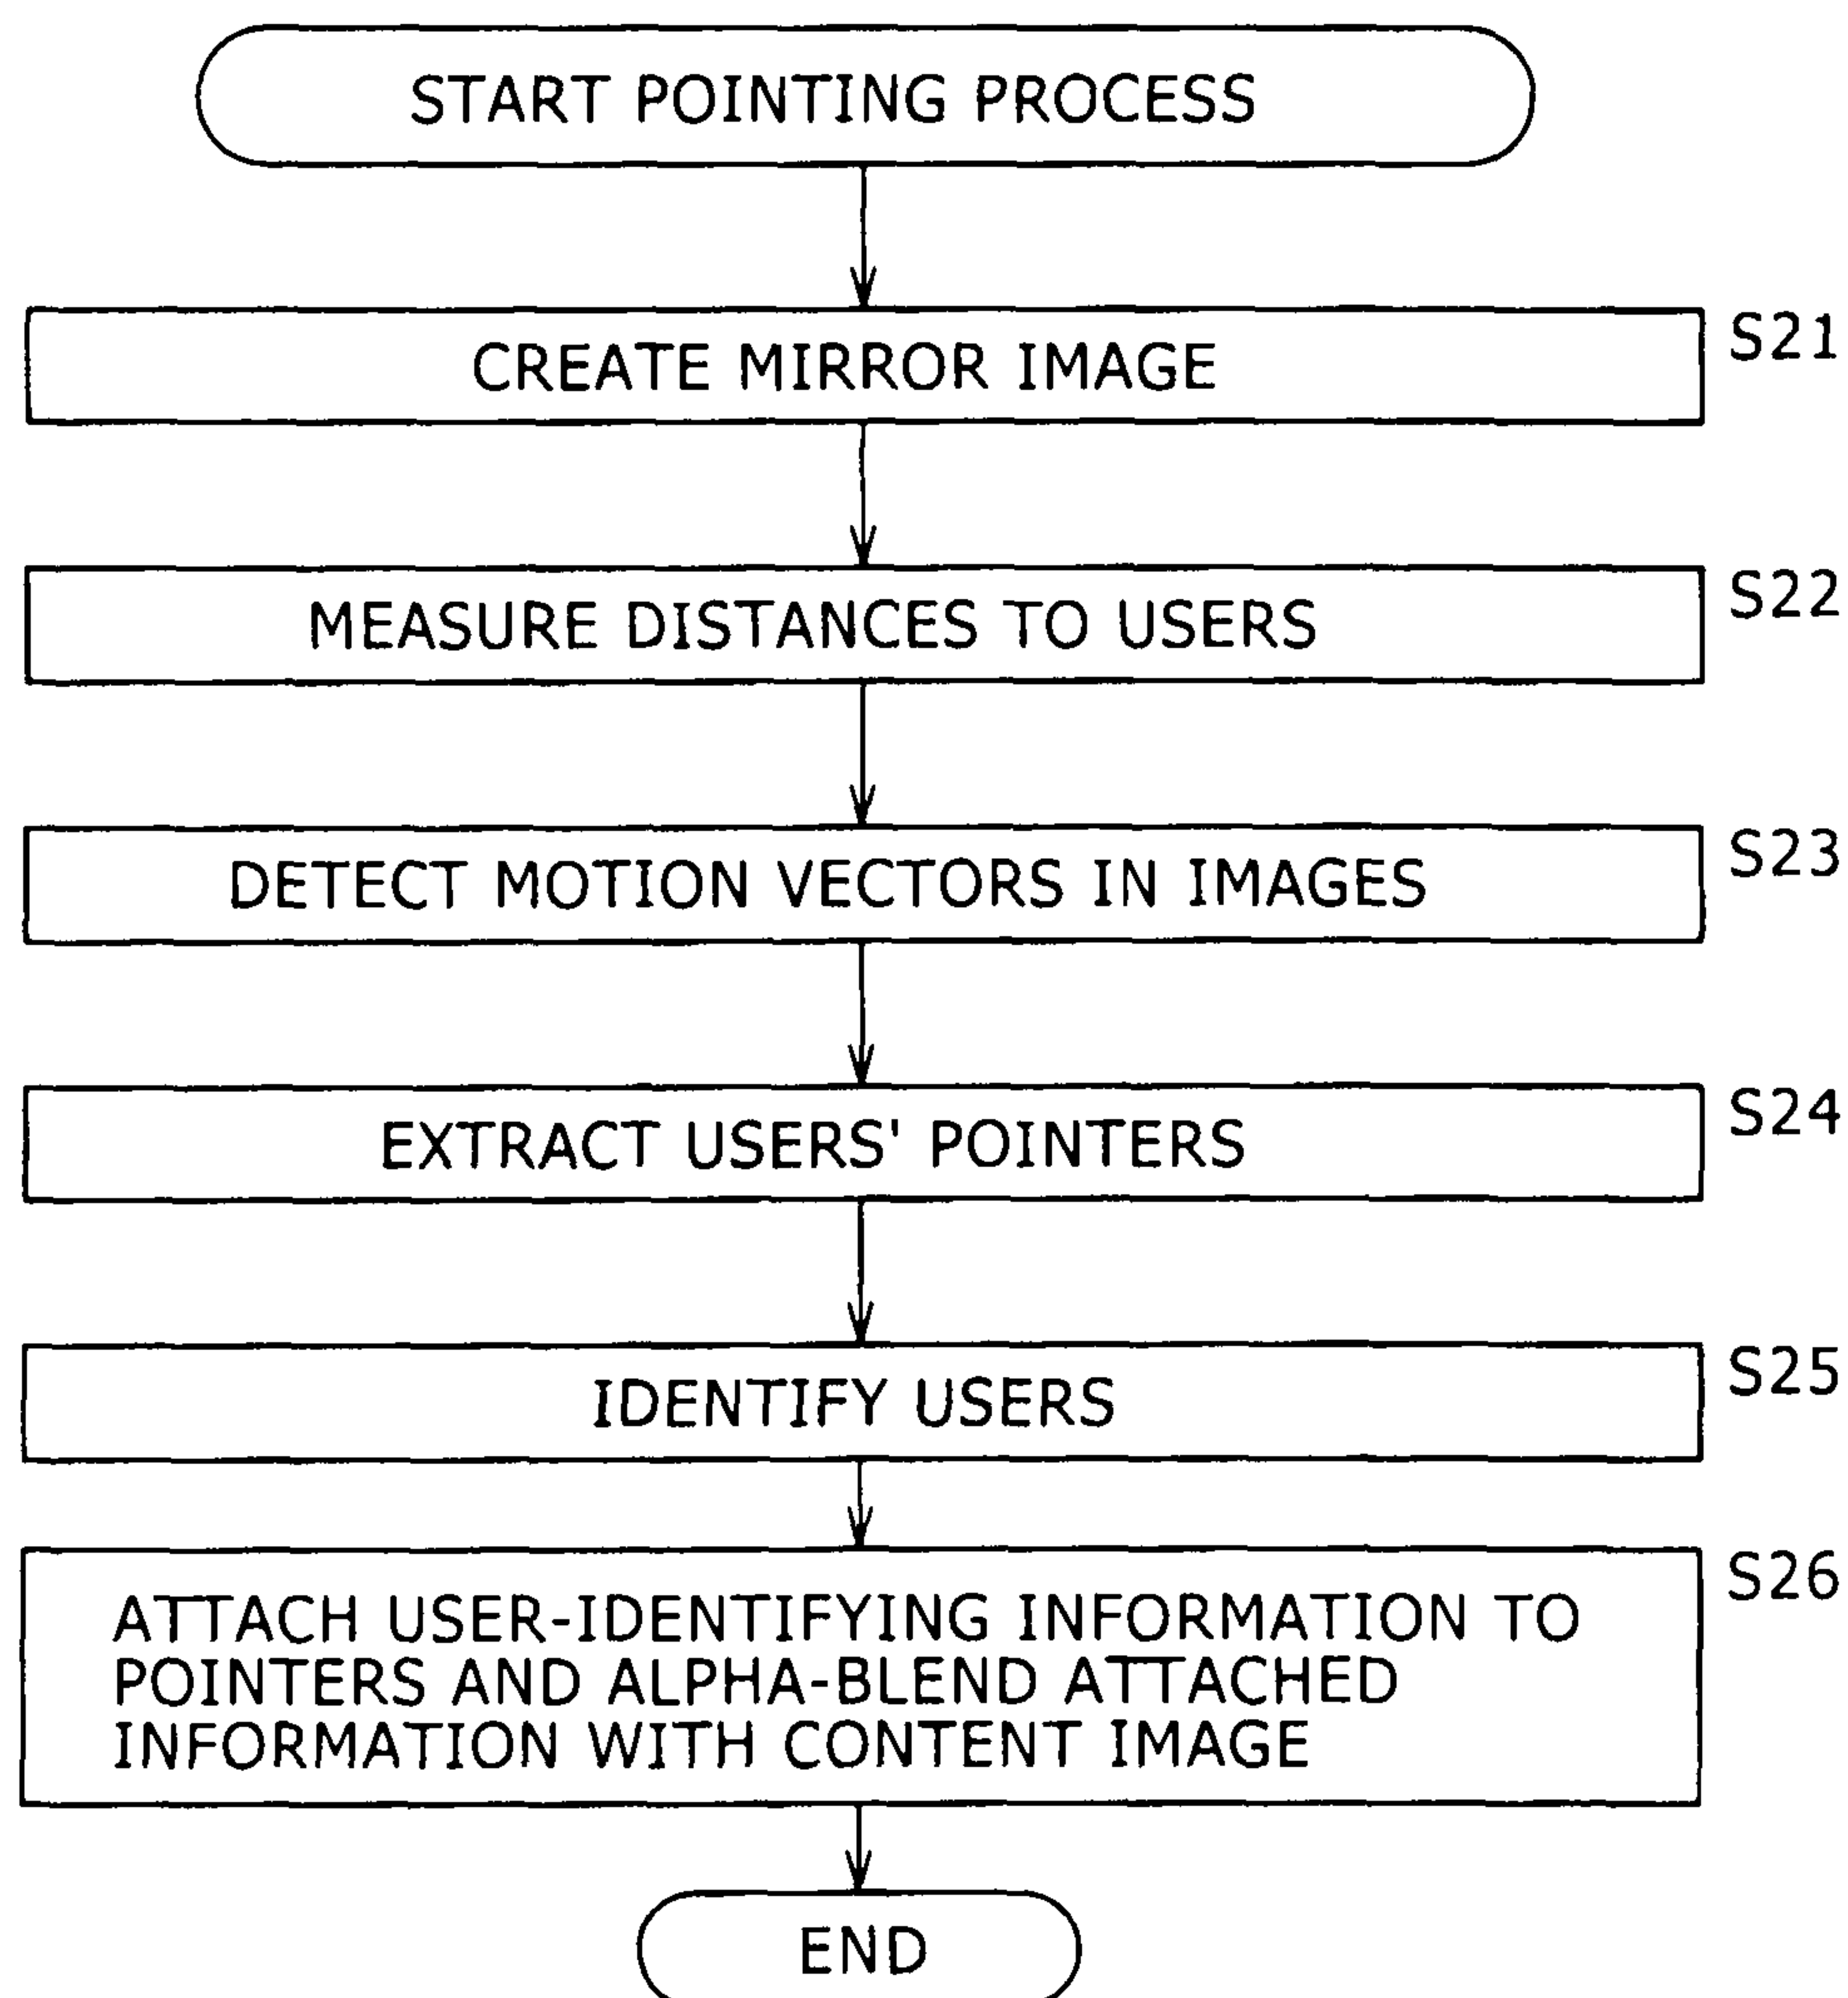 START POINTING PROCESS
CREATE MIRROR IMAGE
S21
MEASURE DISTANCES TO USERS
S22
DETECT MOTION VECTORS IN IMAGES
S23
EXTRACT USERS' POINTERS
S24
IDENTIFY USERS
S25
ATTACH USER-IDENTIFYING INFORMATION TO
POINTERS AND ALPHA-BLEND ATTACHED
INFORMATION WITH CONTENT IMAGE
S26
END